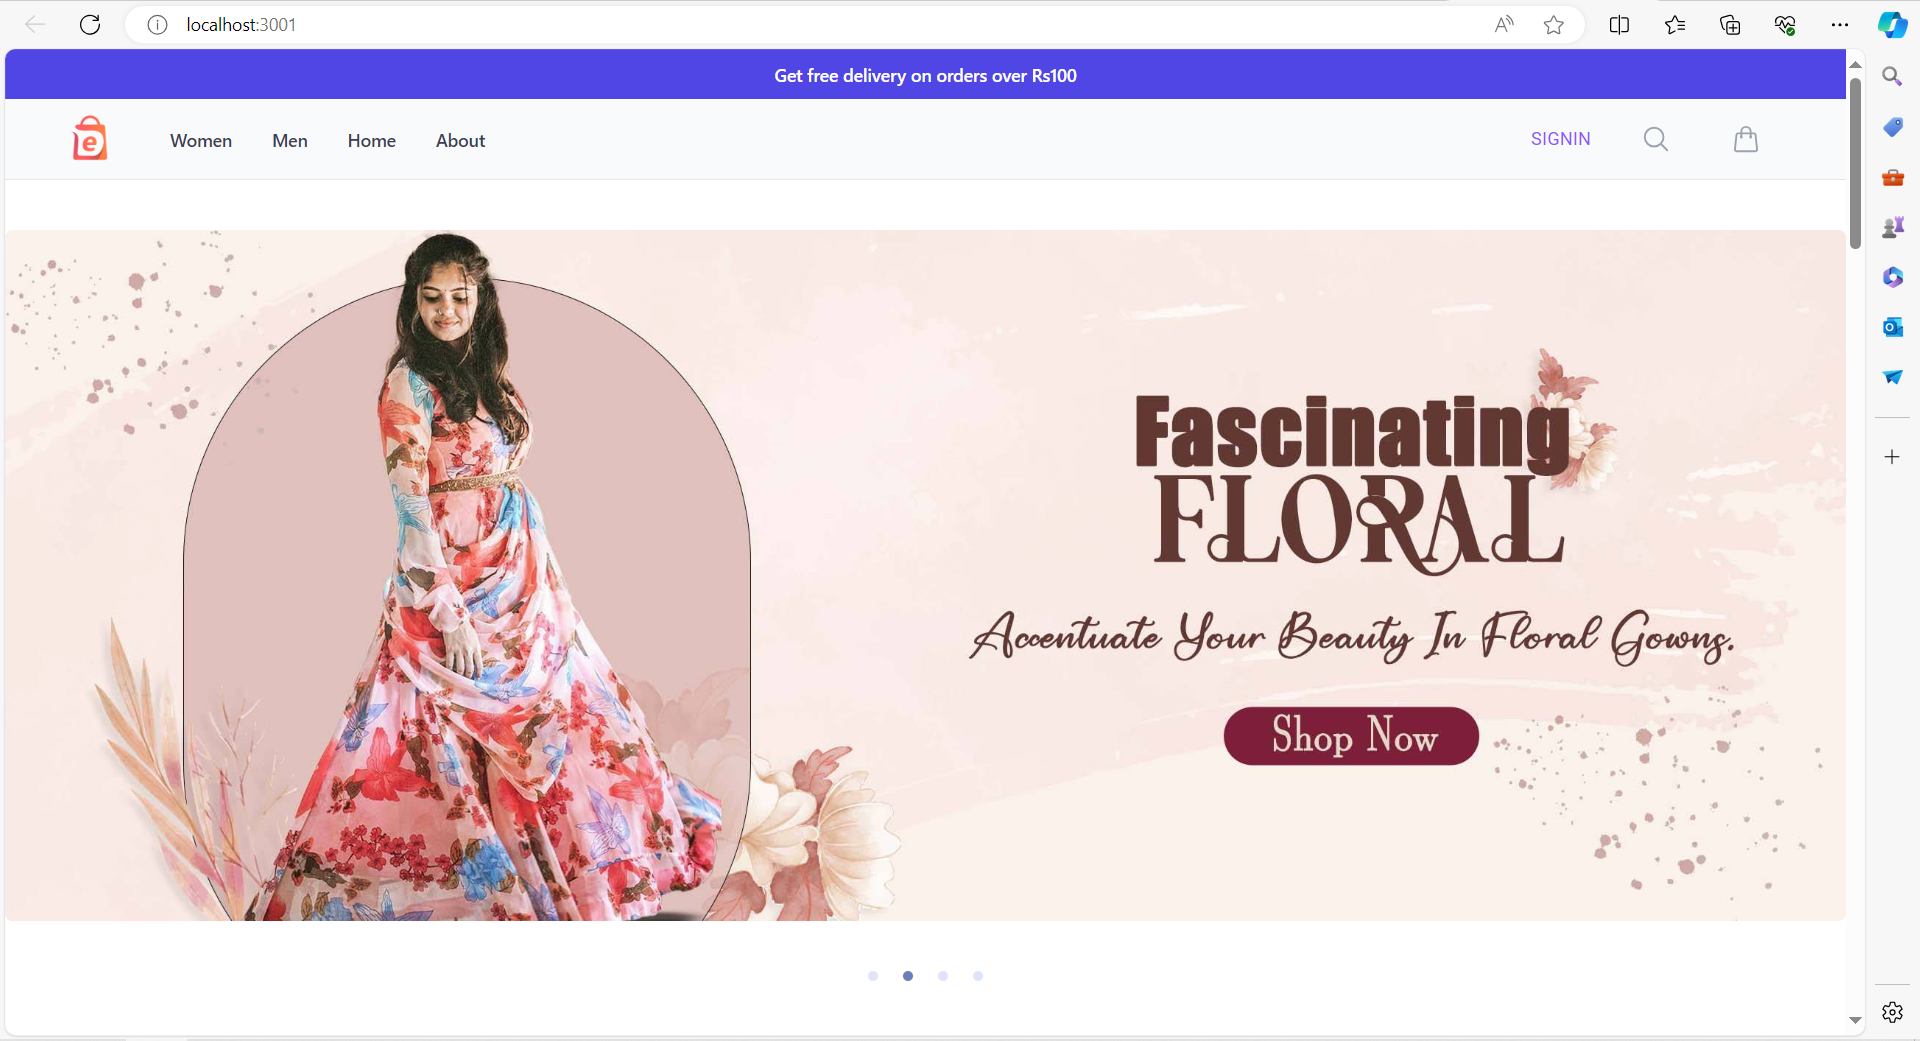 localhost:3001
Get free delivery on orders over Rs100
e
Women Men Home About SIGNIN
Fascinating
FLORAL
Accentuate Your Beauty In Floral Gowns.
Shop Now